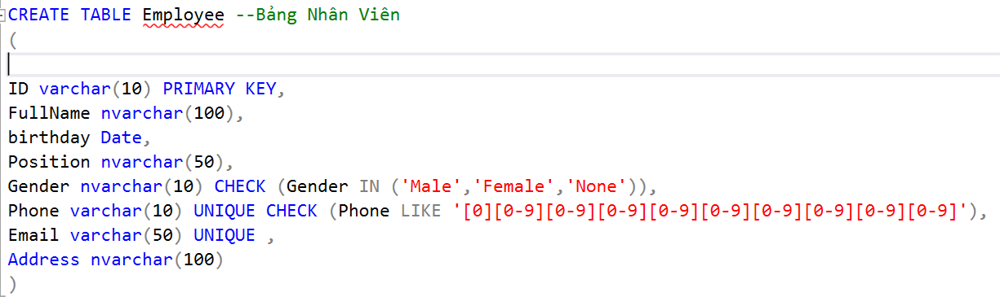 CREATE TABLE Employee --Bảng Nhân Viên
(
ID varchar(10) PRIMARY KEY,
FullName nvarchar(100),
birthday Date,
Position nvarchar(50),
Gender nvarchar(10) CHECK (Gender IN ('Male','Female','None')),
Phone varchar(10) UNIQUE CHECK (Phone LIKE '[0][0-9][0-9][0-9][0-9][0-9][0-9][0-9][0-9][0-9]'),
Email varchar(50) UNIQUE ,
Address nvarchar(100)
)